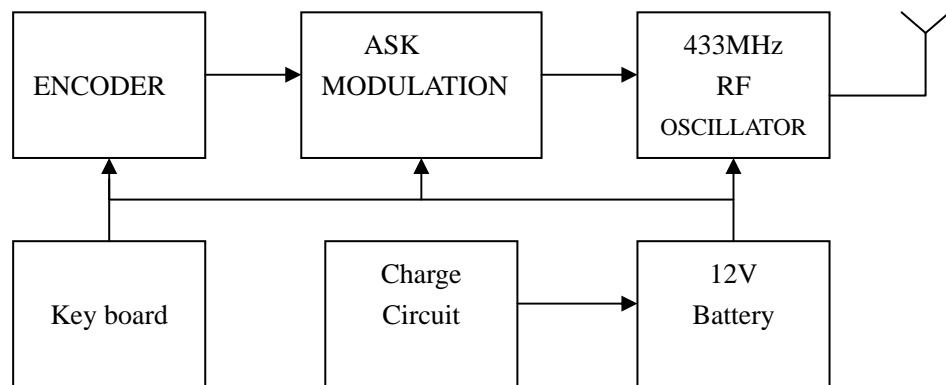 ENCODER
ASK
MODULATION
433MHz
RF
OSCILLATOR
Key board
Charge
Circuit
12V
Battery